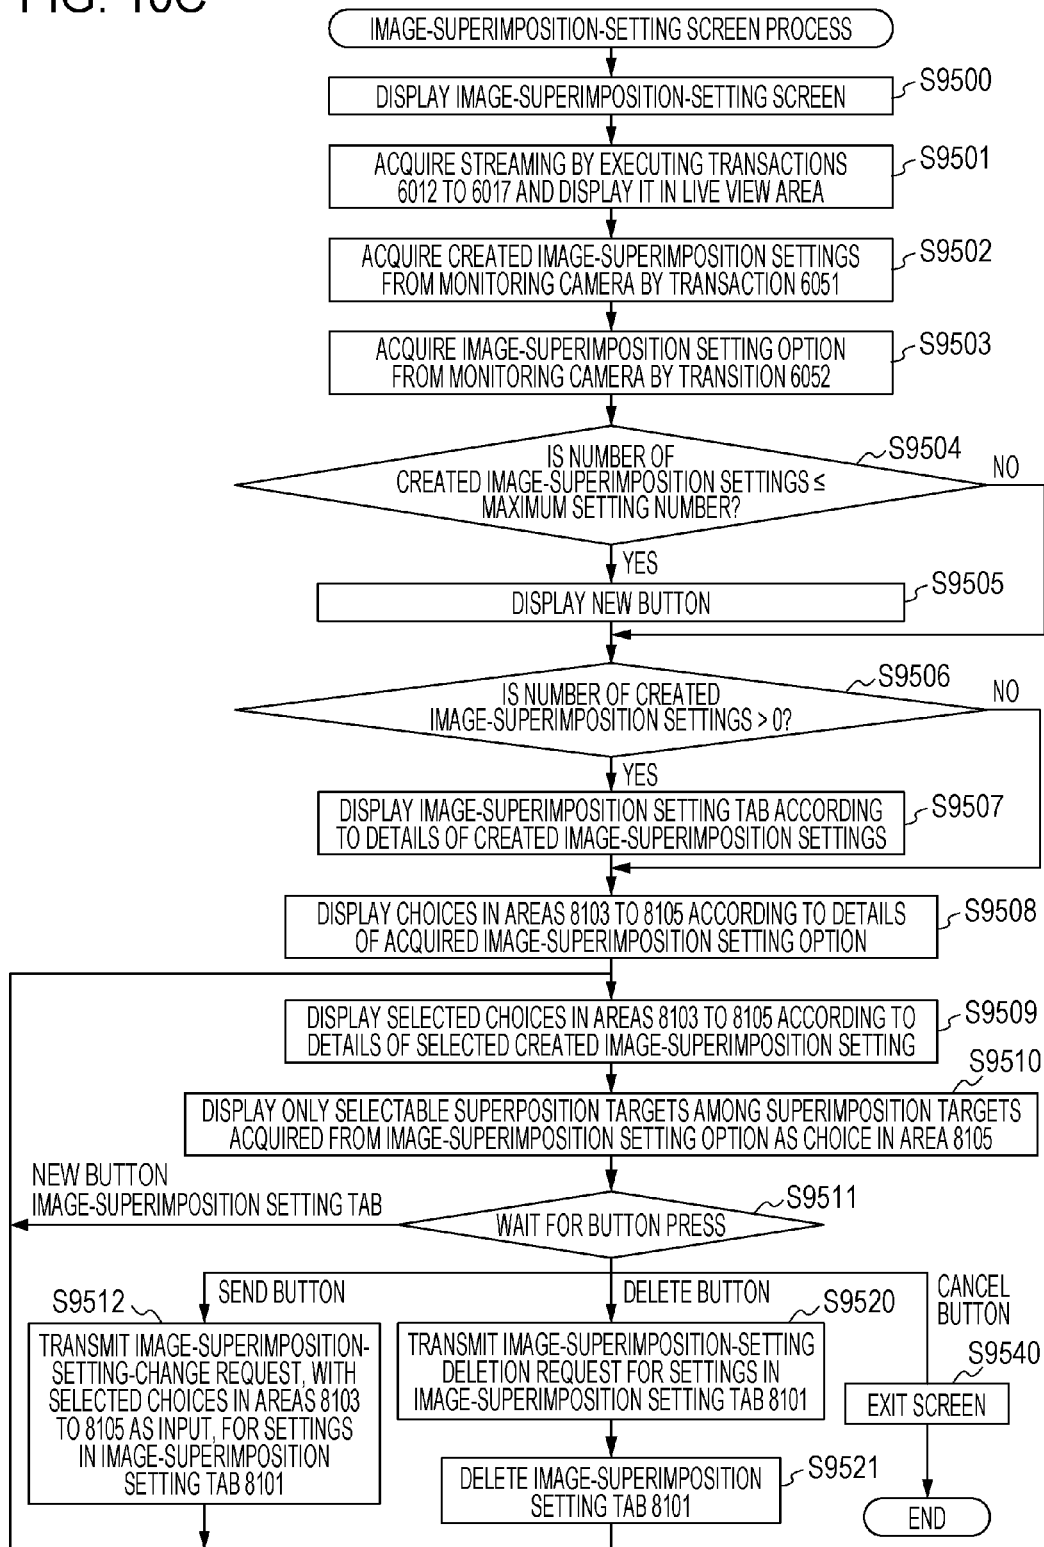 FIG. 10C
IMAGE-SUPERIMPOSITION-SETTING SCREEN PROCESS
S9500
DISPLAY IMAGE-SUPERIMPOSITION-SETTING SCREEN
S9501
ACQUIRE STREAMING BY EXECUTING TRANSACTIONS
6012 TO 6017 AND DISPLAY IT IN LIVE VIEW AREA
S9502
ACQUIRE CREATED IMAGE-SUPERIMPOSITION SETTINGS
FROM MONITORING CAMERA BY TRANSACTION 6051
S9503
ACQUIRE IMAGE-SUPERIMPOSITION SETTING OPTION
FROM MONITORING CAMERA BY TRANSITION 6052
S9504
IS NUMBER OF
CREATED IMAGE-SUPERIMPOSITION SETTINGS ≤
MAXIMUM SETTING NUMBER?
NO
YES
S9505
DISPLAY NEW BUTTON
S9506
IS NUMBER OF CREATED
IMAGE-SUPERIMPOSITION SETTINGS > 0?
NO
YES
S9507
DISPLAY IMAGE-SUPERIMPOSITION SETTING TAB ACCORDING
TO DETAILS OF CREATED IMAGE-SUPERIMPOSITION SETTINGS
S9508
DISPLAY CHOICES IN AREAS 8103 TO 8105 ACCORDING TO DETAILS
OF ACQUIRED IMAGE-SUPERIMPOSITION SETTING OPTION
S9509
DISPLAY SELECTED CHOICES IN AREAS 8103 TO 8105 ACCORDING TO
DETAILS OF SELECTED CREATED IMAGE-SUPERIMPOSITION SETTING
S9510
DISPLAY ONLY SELECTABLE SUPERPOSITION TARGETS AMONG SUPERIMPOSITION TARGETS
ACQUIRED FROM IMAGE-SUPERIMPOSITION SETTING OPTION AS CHOICE IN AREA 8105
NEW BUTTON
IMAGE-SUPERIMPOSITION SETTING TAB
S9511
WAIT FOR BUTTON PRESS
SEND BUTTON
DELETE BUTTON
CANCEL
BUTTON
S9512
TRANSMIT IMAGE-SUPERIMPOSITION-
SETTING-CHANGE REQUEST, WITH
SELECTED CHOICES IN AREAS 8103
TO 8105 AS INPUT, FOR SETTINGS
IN IMAGE-SUPERIMPOSITION
SETTING TAB 8101
S9520
TRANSMIT IMAGE-SUPERIMPOSITION-SETTING
DELETION REQUEST FOR SETTINGS IN
IMAGE-SUPERIMPOSITION SETTING TAB 8101
S9540
EXIT SCREEN
S9521
DELETE IMAGE-SUPERIMPOSITION
SETTING TAB 8101
END